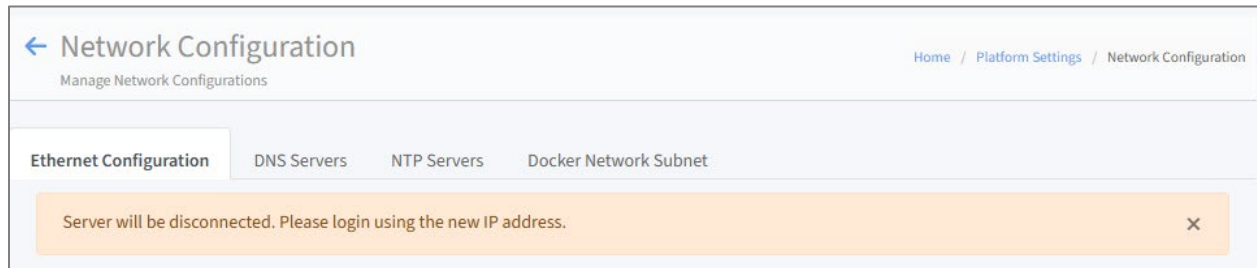 ← Network Configuration
Manage Network Configurations
Home / Platform Settings / Network Configuration
Ethernet Configuration DNS Servers NTP Servers Docker Network Subnet
Server will be disconnected. Please login using the new IP address. ×